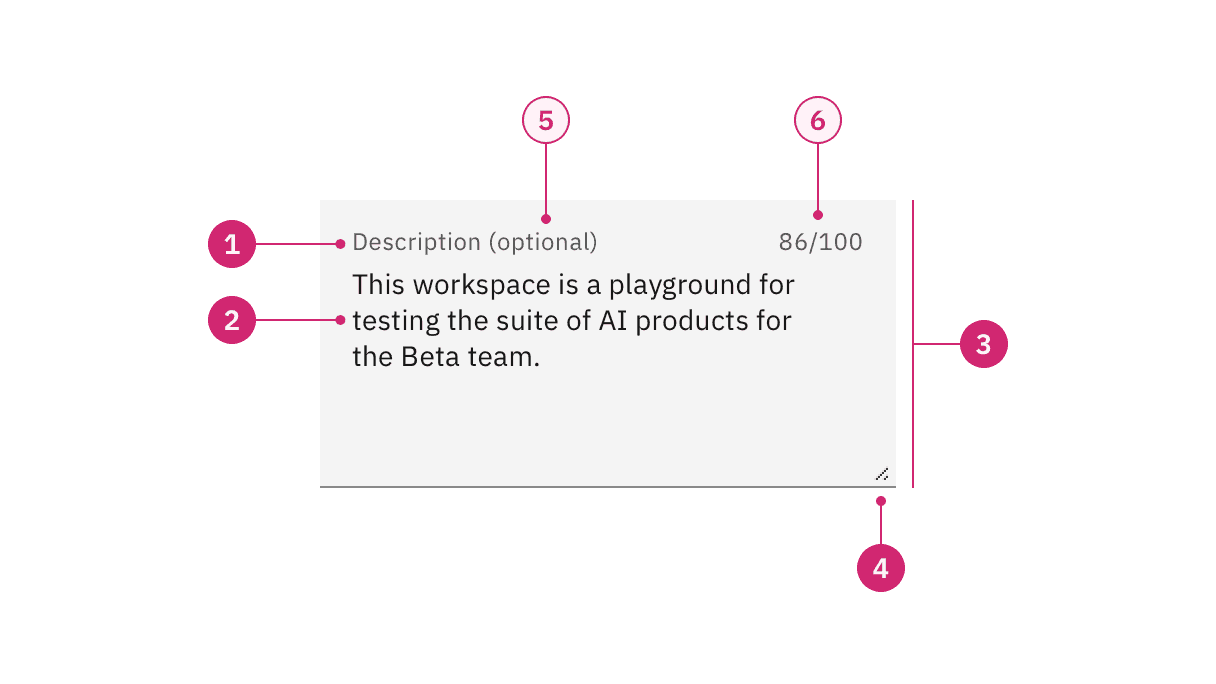 5
6
1
Description (optional)
86/100
This workspace is a playground for
2
testing the suite of AI products for
3
the Beta team.
4